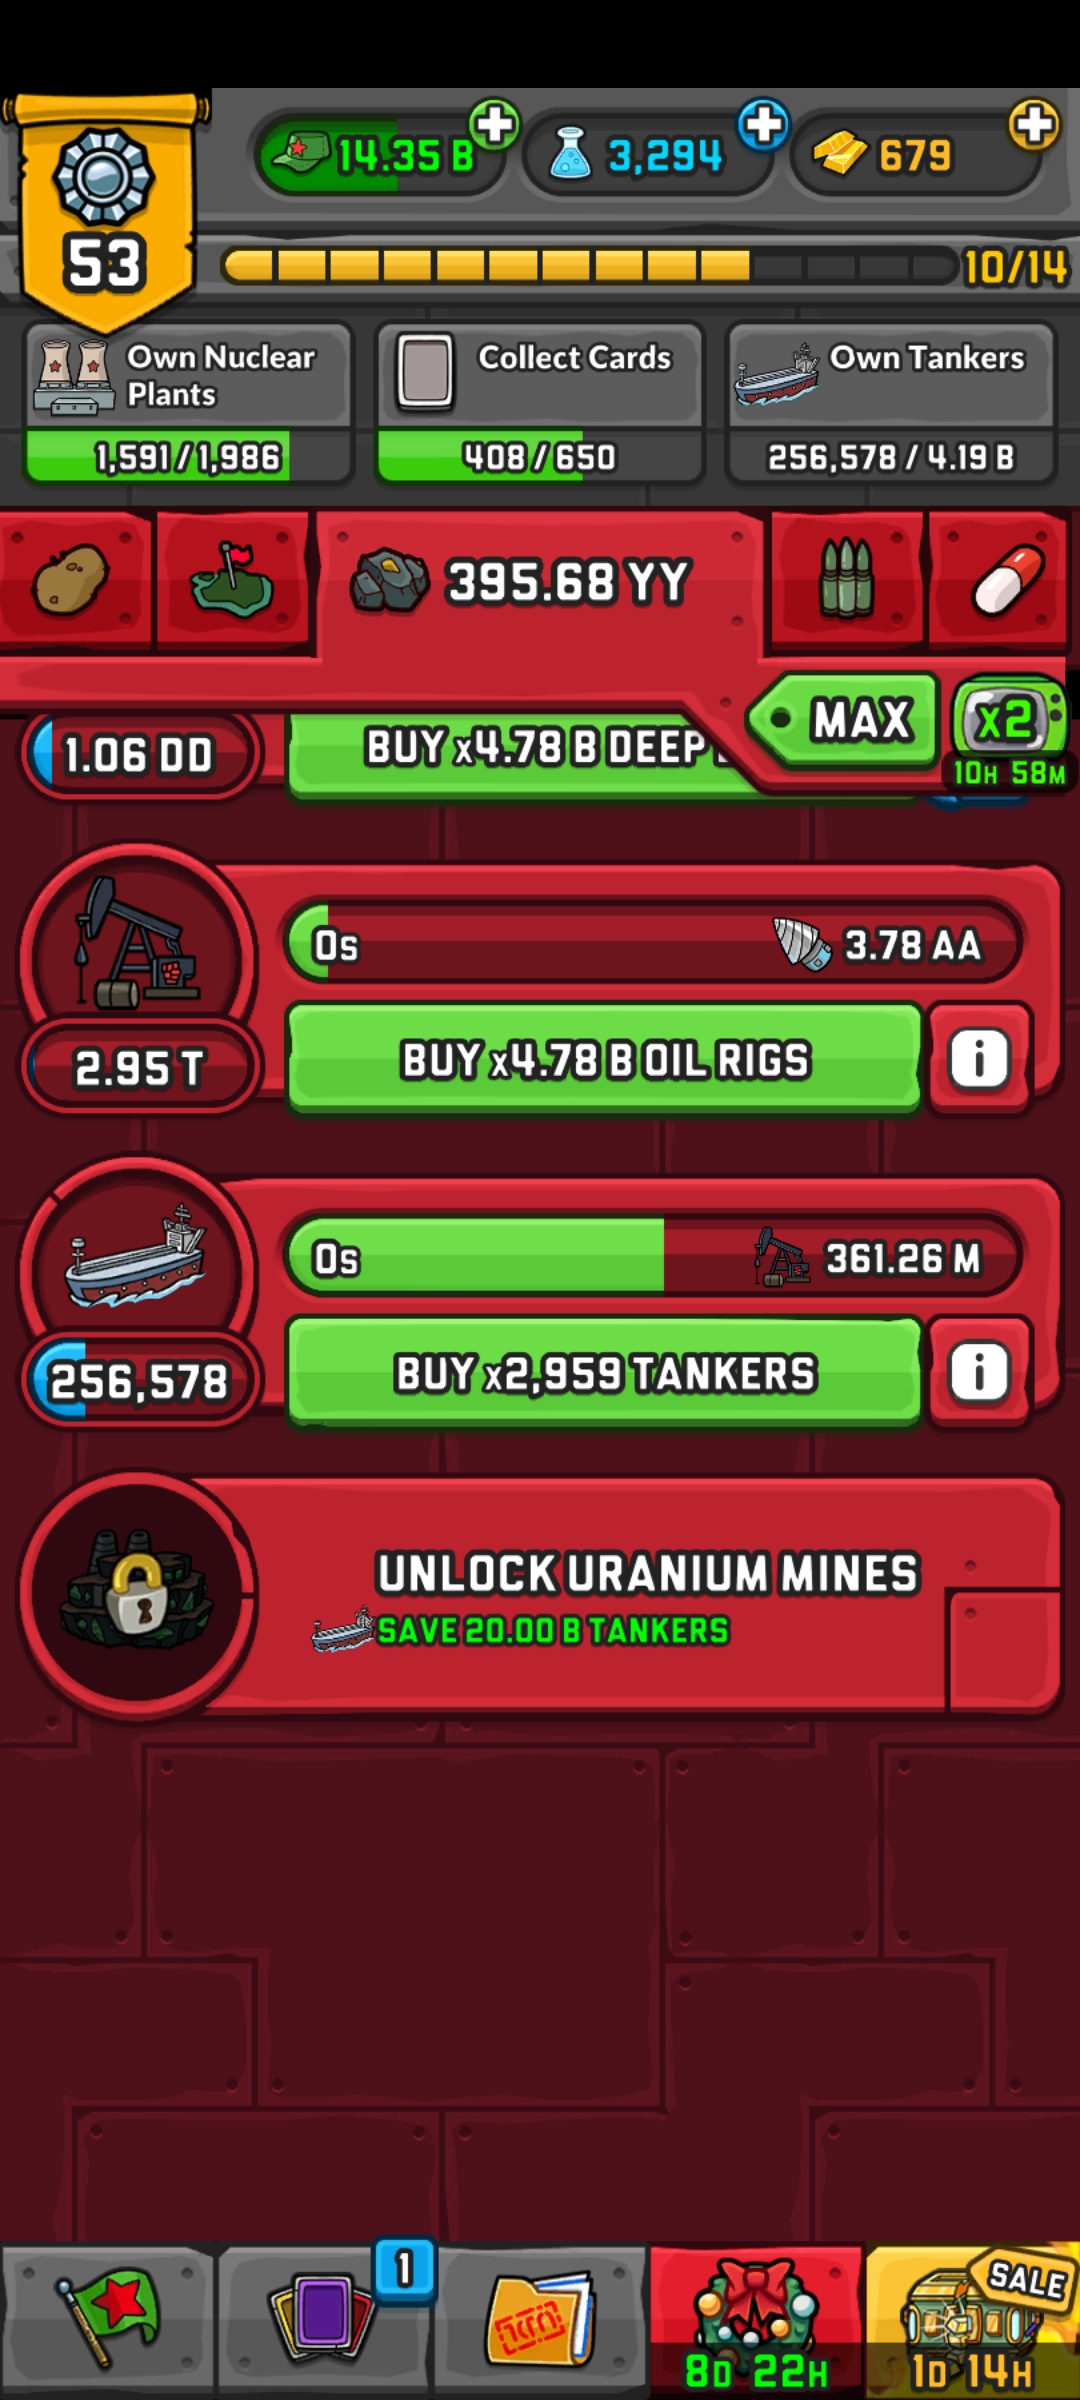 14.35 B
3,294
679
53
10/14
Own Nuclear
Plants
Collect Cards
Own Tankers
1,591/1,986
408/650
256,578/4.19 B
395.68 YY
MAX
x2
10H 58M
1.06 DD
BUY x4.78 B DEEP
0s
3.78 AA
2.95 T
BUY x4.78 B OIL RIGS
i
0s
361.26 M
256,578
BUY x2,959 TANKERS
i
UNLOCK URANIUM MINES
SAVE 20.00 B TANKERS
1
SALE
8D 22H
1D 14H